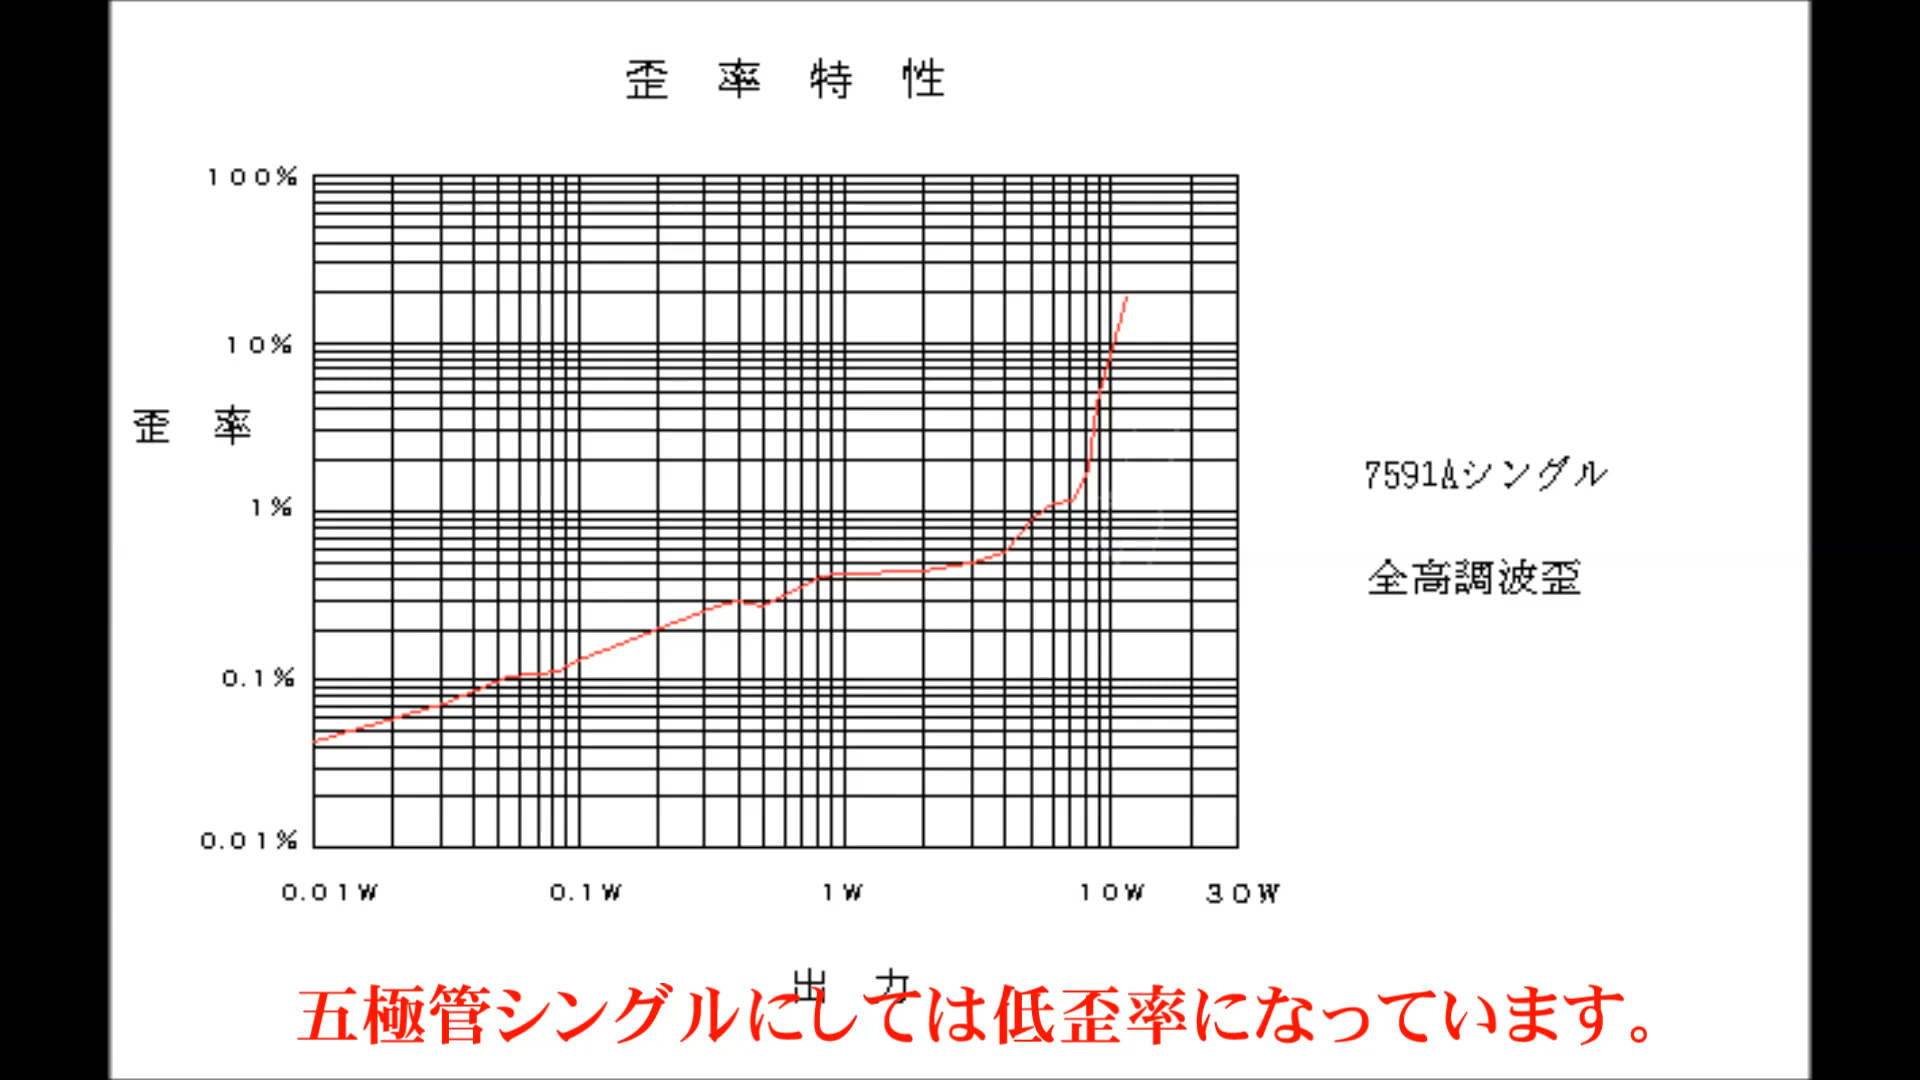 歪率特性
100%
10%
歪率
1%
0.1%
0.01%
0.01W 0.1W 1W 10W 30W
7591Aシングル
全高調波歪
出力
五極管シングルにしては低歪率になっています。